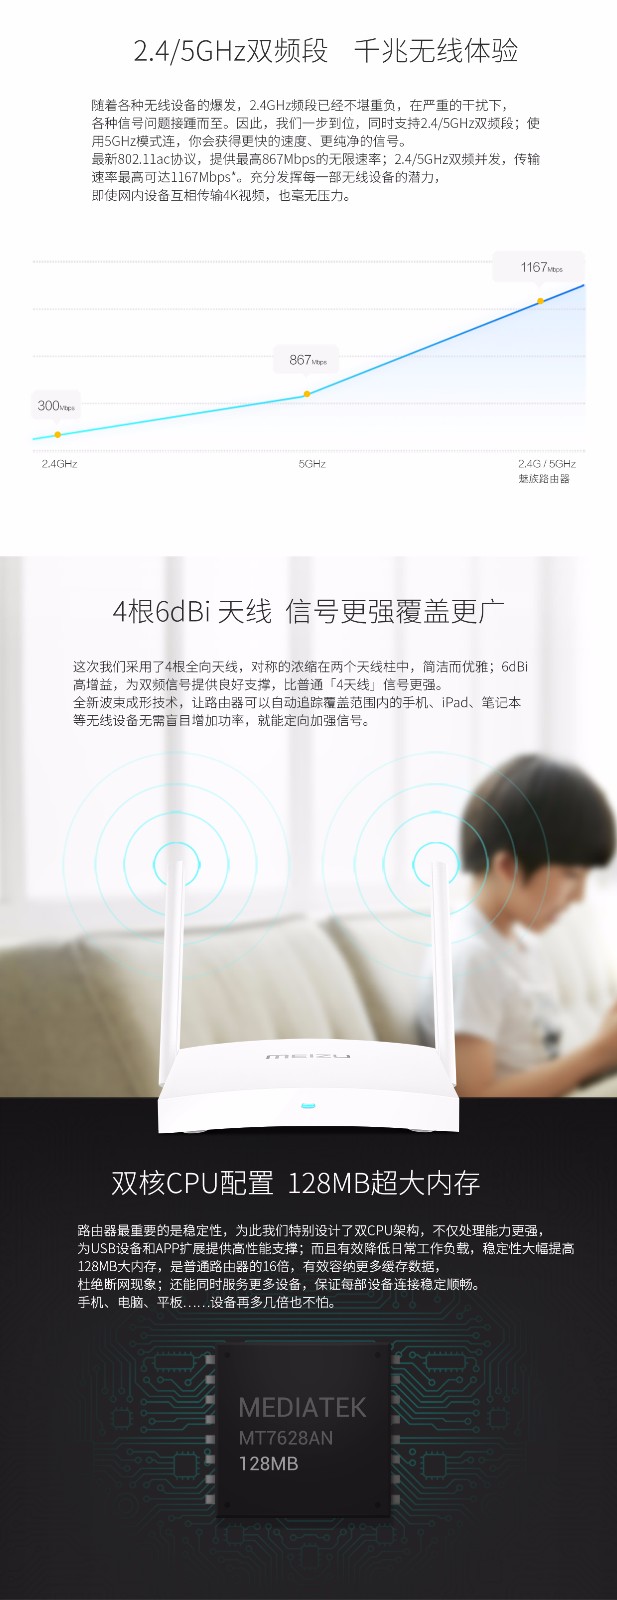 2.4/5GHz双频段 千兆无线体验
随着各种无线设备的爆发，2.4GHz频段已经不堪重负，在严重的干扰下，
各种信号问题接踵而至。因此，我们一步到位，同时支持2.4/5GHz双频段；使
用5GHz模式连，你会获得更快的速度、更纯净的信号。
最新802.11ac协议，提供最高867Mbps的无限速率；2.4/5GHz双频并发，传输
速率最高可达1167Mbps*。充分发挥每一部无线设备的潜力，
即使网内设备互相传输4K视频，也毫无压力。
1167Mbps
867Mbps
300Mbps
2.4GHz
5GHz
2.4G / 5GHz
魅族路由器
4根6dBi 天线 信号更强覆盖更广
这次我们采用了4根全向天线，对称的浓缩在两个天线柱中，简洁而优雅；6dBi
高增益，为双频信号提供良好支撑，比普通「4天线」信号更强。
全新波束成形技术，让路由器可以自动追踪覆盖范围内的手机、iPad、笔记本
等无线设备无需盲目增加功率，就能定向加强信号。
MEIZU
双核CPU配置 128MB超大内存
路由器最重要的是稳定性，为此我们特别设计了双CPU架构，不仅处理能力更强，
为USB设备和APP扩展提供高性能支撑；而且有效降低日常工作负载，稳定性大幅提高
128MB大内存，是普通路由器的16倍，有效容纳更多缓存数据，
杜绝断网现象；还能同时服务更多设备，保证每部设备连接稳定顺畅。
手机、电脑、平板……设备再多几倍也不怕。
MEDIATEK
MT7628AN
128MB